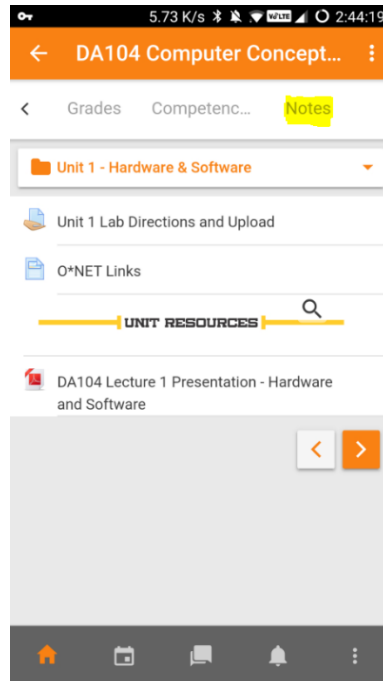 5.73 K/s VoLTE 2:44:19
DA104 Computer Concept...
Grades Competenc... Notes
Unit 1 - Hardware & Software
Unit 1 Lab Directions and Upload
O*NET Links
UNIT RESOURCES
DA104 Lecture 1 Presentation - Hardware
and Software